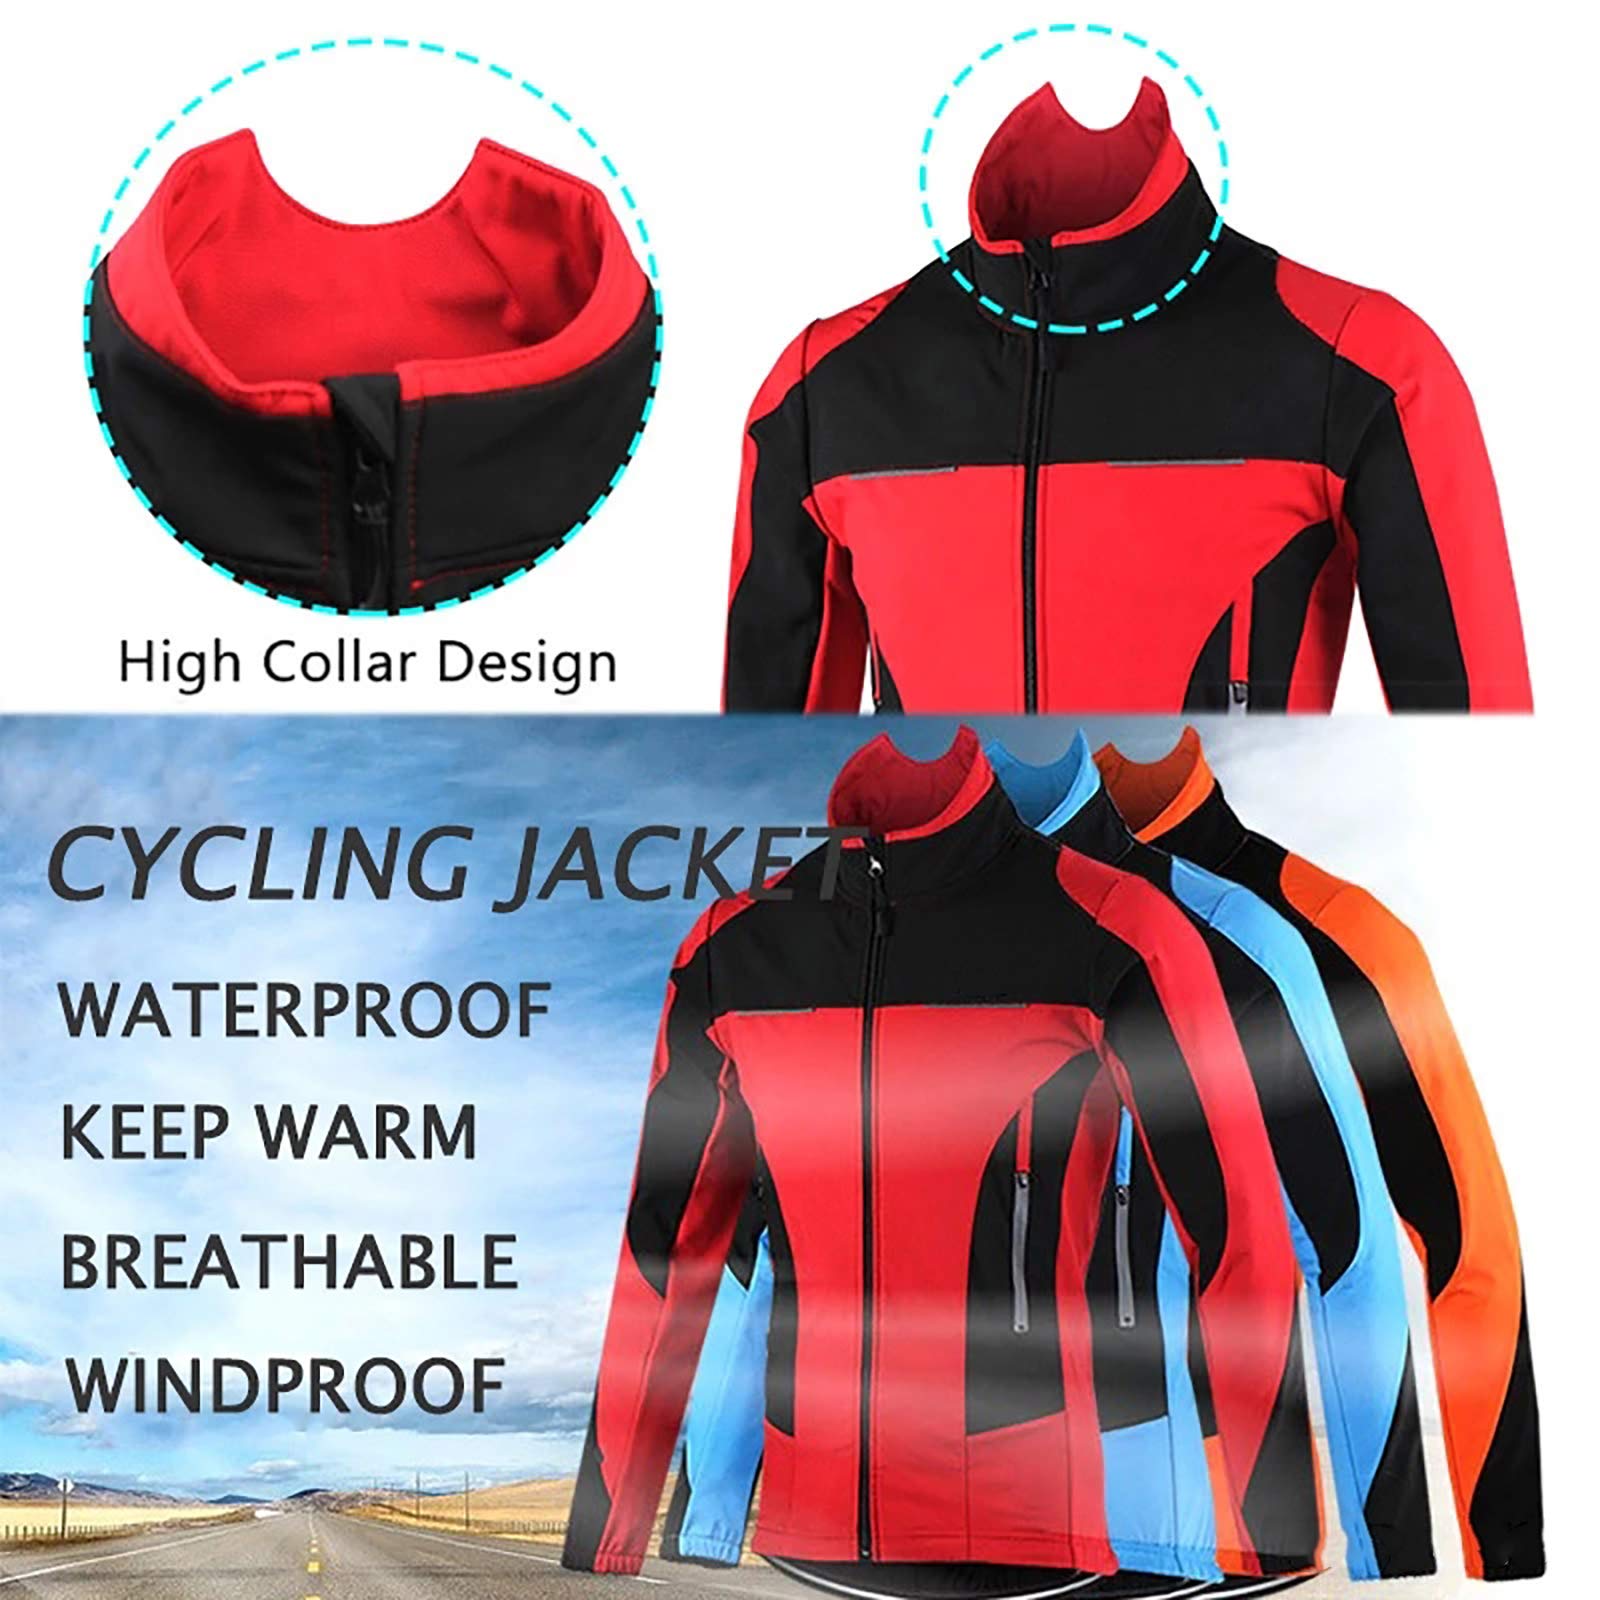 High Collar Design
CYCLING JACKET
WATERPROOF
KEEP WARM
BREATHABLE
WINDPROOF